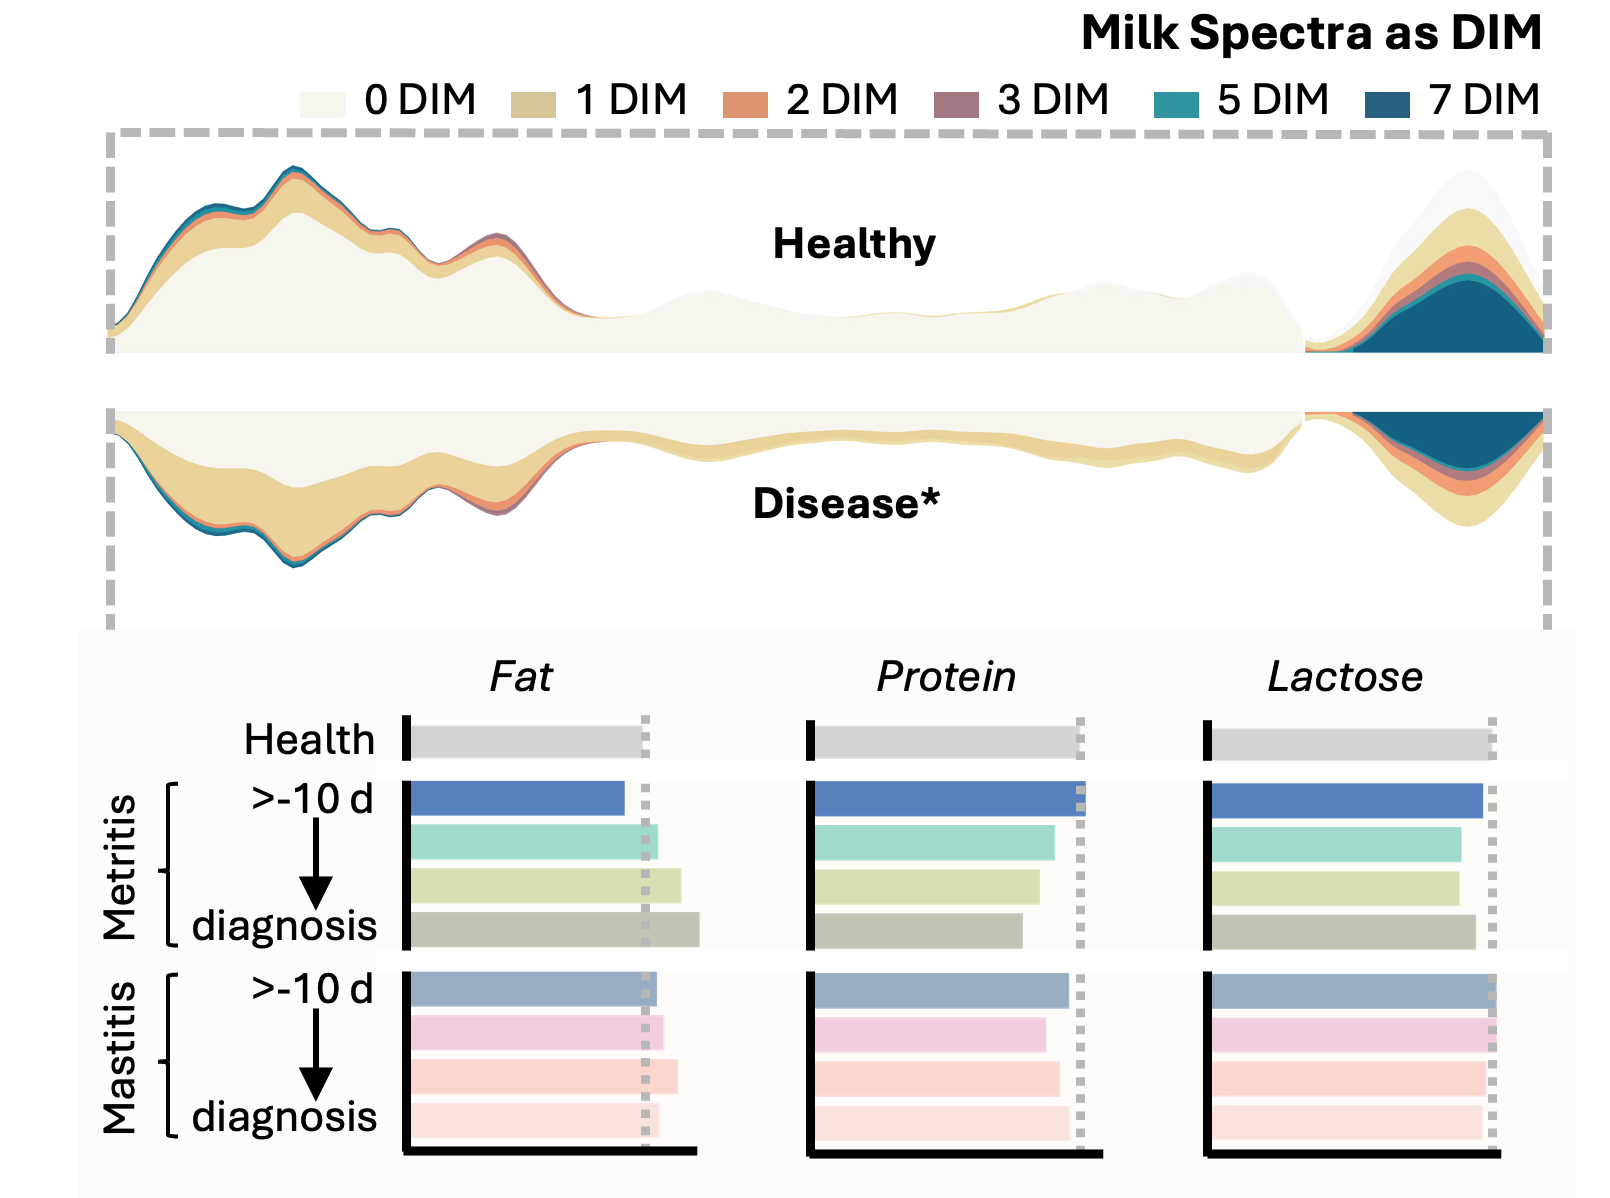 Milk Spectra as DIM
0 DIM 1 DIM 2 DIM 3 DIM 5 DIM 7 DIM
Healthy
Disease*
Fat Protein Lactose
Health
Metritis
>-10 d
diagnosis
Mastitis
>-10 d
diagnosis